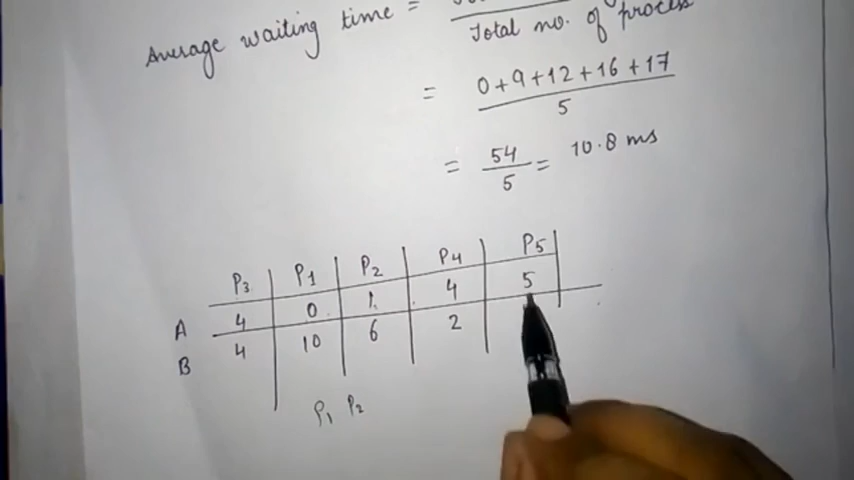 Average waiting time =
Total no. of process
= 0+9+12+16+17
5
= 54 = 10.8 ms
5
P3 P1 P2 P4 P5
A 4 0 1 4 5
B 4 10 6 2
P1 P2